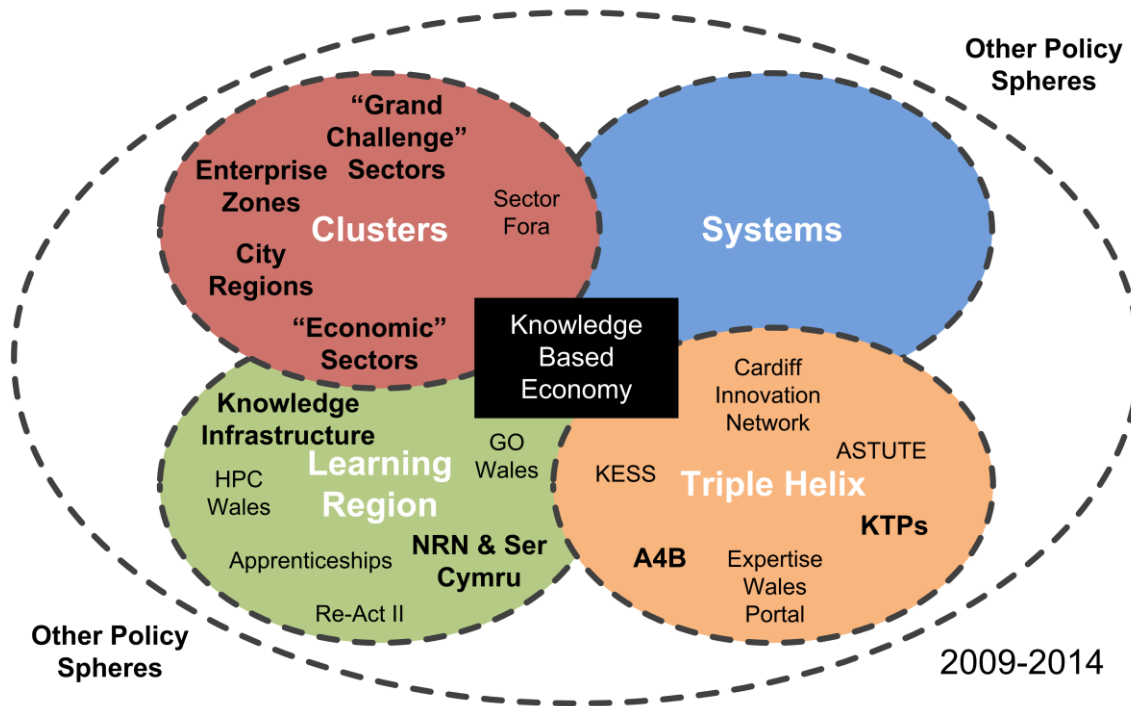 Other Policy
Spheres
“Grand
Challenge”
Sectors
Enterprise
Zones
Sector
Fora
Clusters
City
Regions
“Economic”
Sectors
Systems
Knowledge
Based
Economy
Knowledge
Infrastructure
GO
Wales
Learning
Region
HPC
Wales
Apprenticeships
NRN & Ser
Cymru
Re-Act II
Cardiff
Innovation
Network
ASTUTE
KESS
Triple Helix
KTPs
A4B
Expertise
Wales
Portal
Other Policy
Spheres
2009-2014